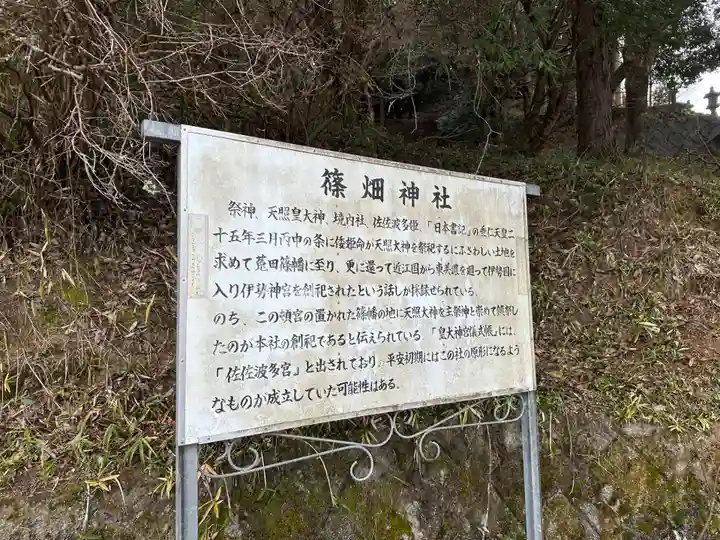 篠畑神社
祭神、天照皇大神、境内社、佐佐波多姫、「日本書記」の垂仁天皇二
十五年三月丙申の条に倭姫命が天照大神を祭祀するにふさわしい土地を
求めて菟田篠幡に至り、更に還って近江国から東美濃を廻って伊勢国に
入り伊勢神宮を創祀されたという話しが採録せられている。
のち、この頓宮の置かれた篠幡の地に天照大神を主祭神と崇めて鎮祭し
たのが本社の創祀であると伝えられている。「皇大神宮儀式帳」には、
「佐佐波多宮」と出されており、平安初期にはこの社の原形になるよう
なものが成立していた可能性はある。